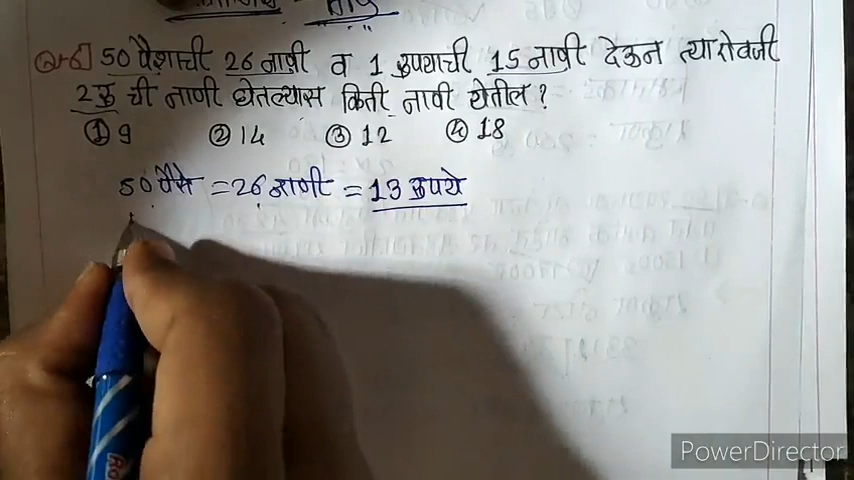 प्र-6] 50 पैशाची 26 नाणी व 1 रुपयाची 15 नाणी देऊन त्याऐवजी
2 रु ची नाणी घेतल्यास किती नाणी येतील ?
① 9 ② 14 ③ 12 ④ 18
50 पैसे = 26 नाणी = 13 रुपये
PowerDirector